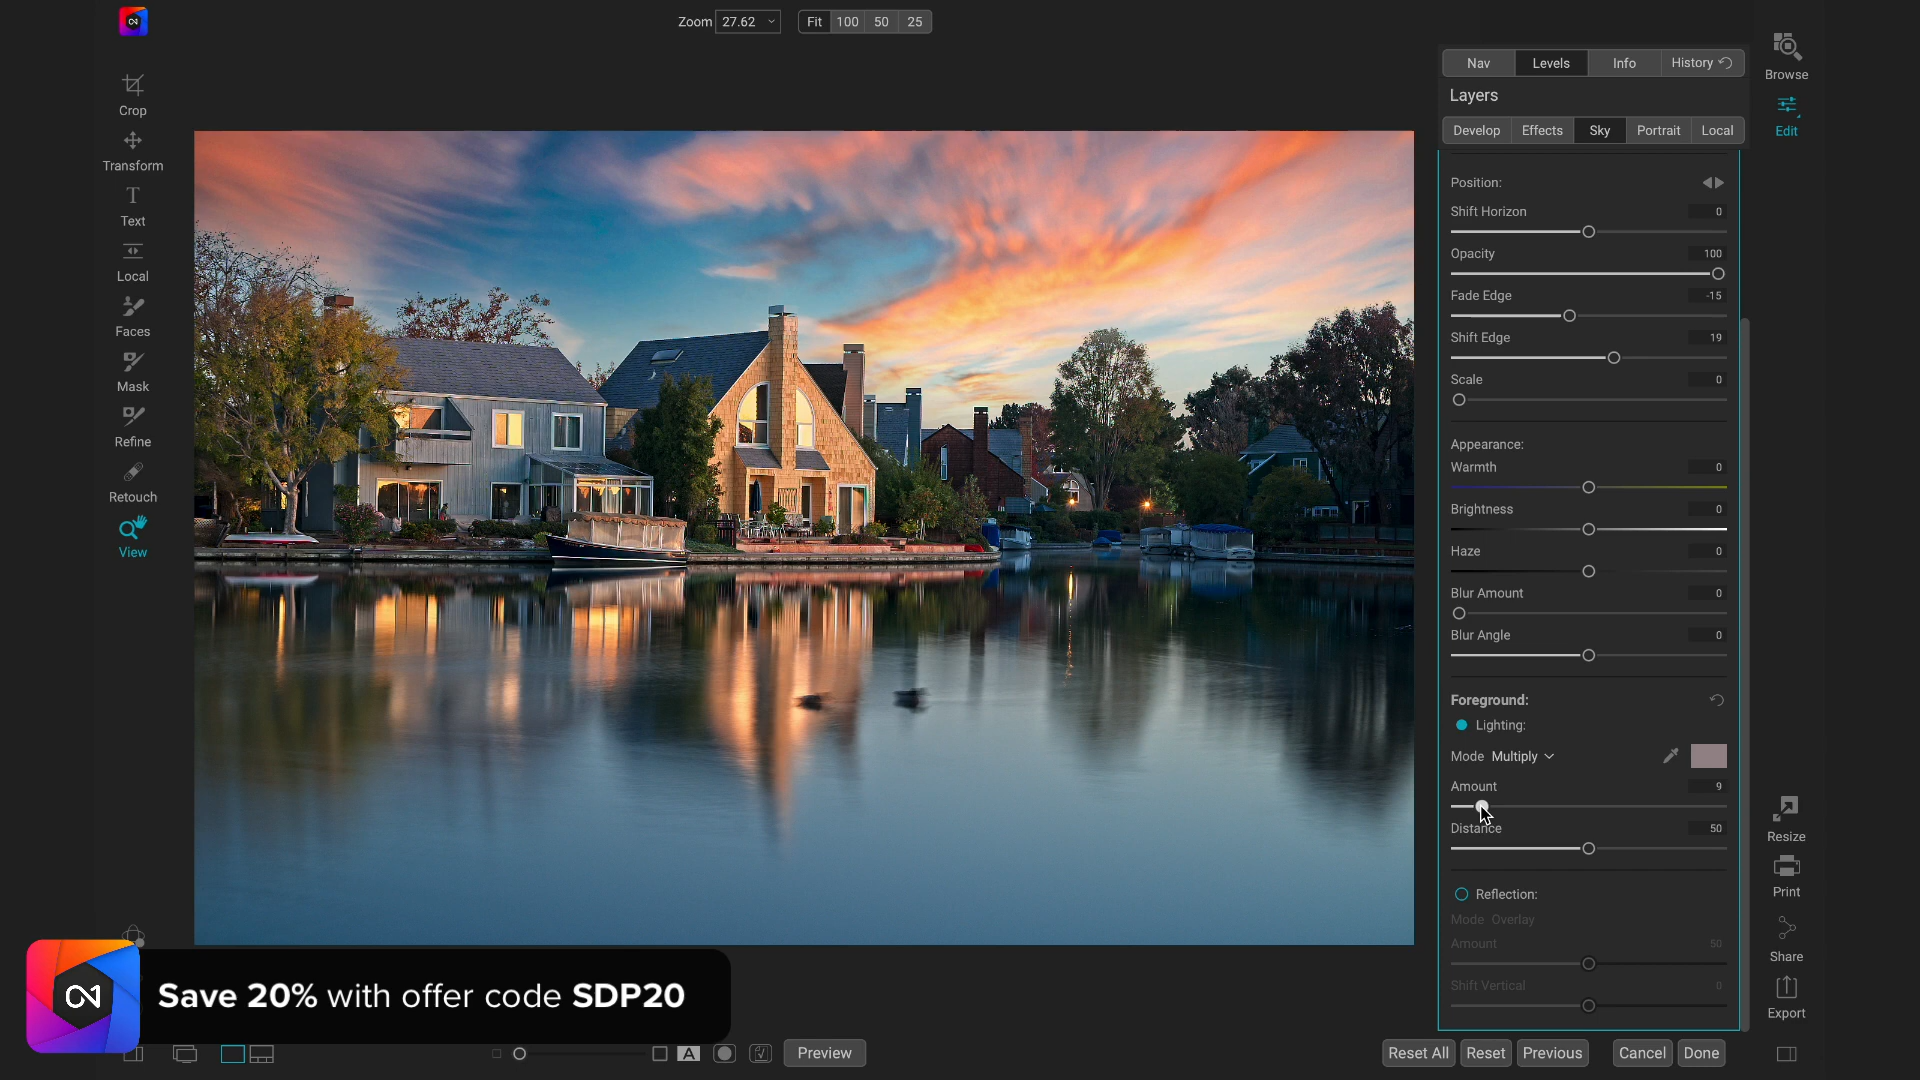 Zoom 27.62 Fit 100 50 25
Crop
Transform
Text
Local
Faces
Mask
Refine
Retouch
View
Nav Levels Info History
Layers
Develop Effects Sky Portrait Local
Position:
Shift Horizon 0
Opacity 100
Fade Edge -15
Shift Edge 19
Scale 0
Appearance:
Warmth 0
Brightness 0
Haze 0
Blur Amount 0
Blur Angle 0
Foreground:
Lighting:
Mode Multiply
Amount 9
Distance 50
Reflection:
Mode Overlay
Amount 50
Shift Vertical 0
Browse
Edit
Resize
Print
Share
Export
Save 20% with offer code SDP20
A Preview
Reset All Reset Previous Cancel Done